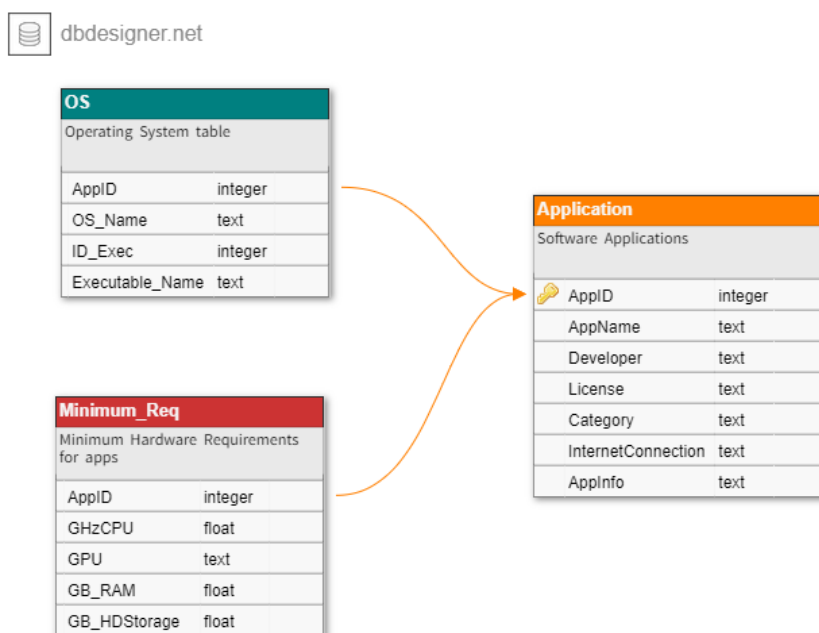 dbdesigner.net
OS
Operating System table
AppID integer
OS_Name text
ID_Exec integer
Executable_Name text
Application
Software Applications
AppID integer
AppName text
Developer text
License text
Category text
InternetConnection text
AppInfo text
Minimum_Req
Minimum Hardware Requirements
for apps
AppID integer
GHzCPU float
GPU text
GB_RAM float
GB_HDStorage float